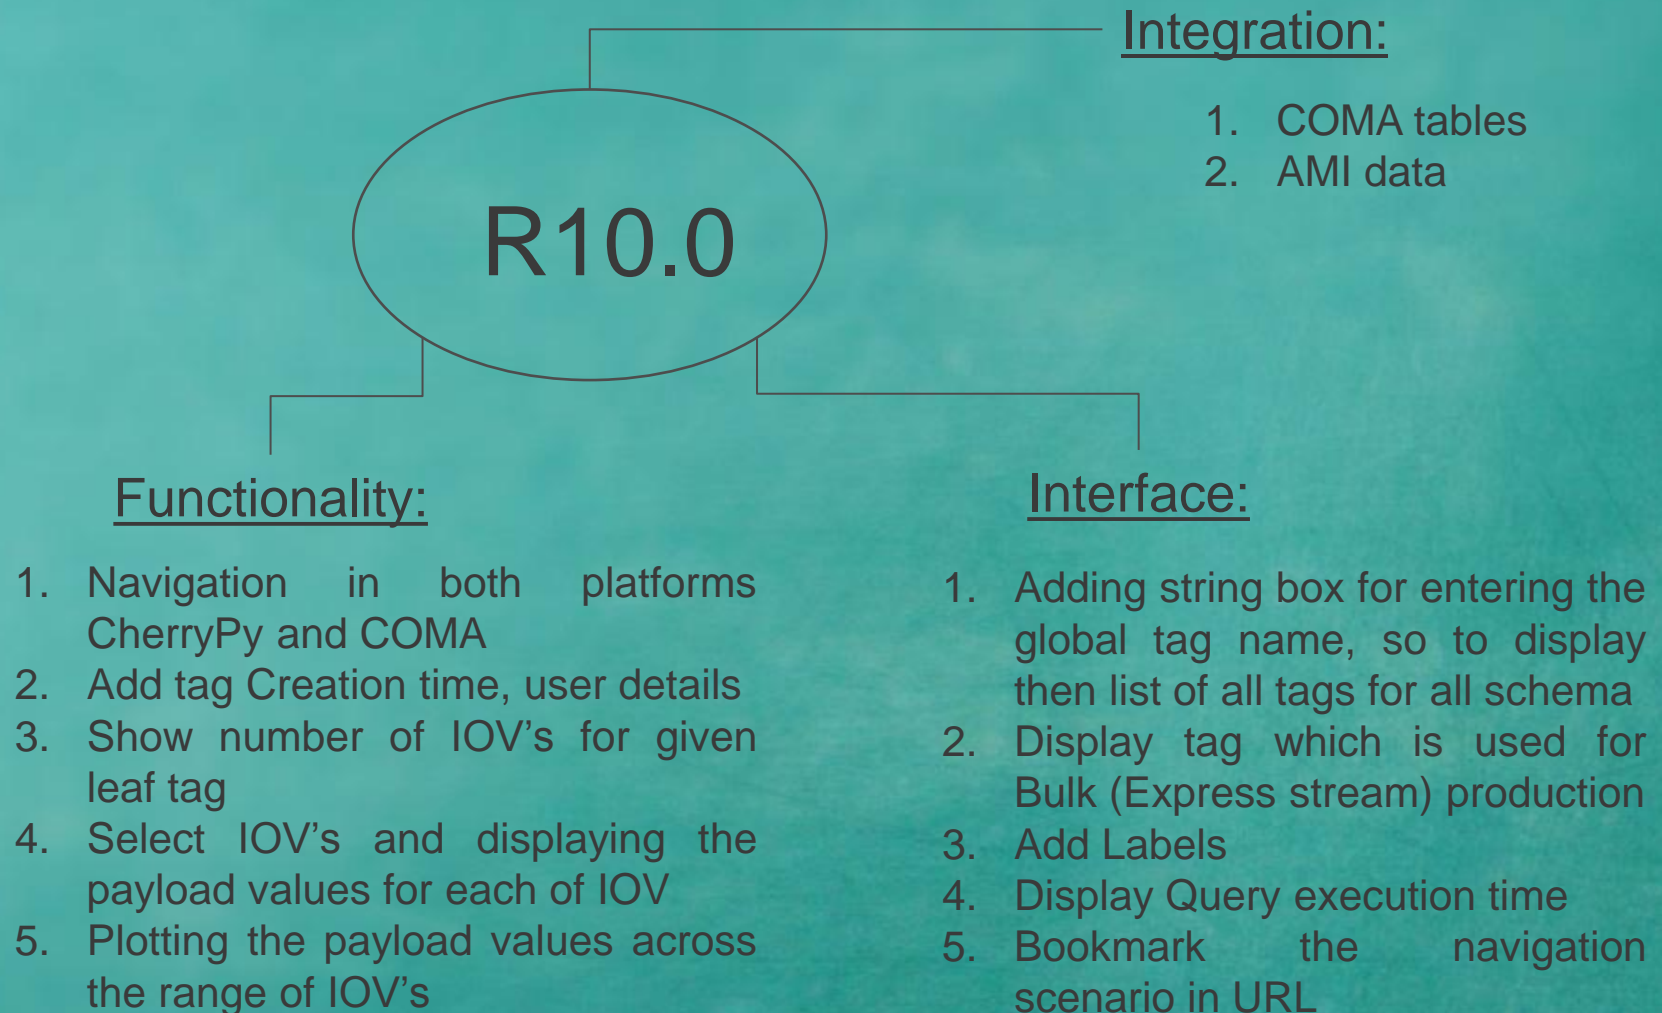 Integration:
1. COMA tables
2. AMI data
R10.0
Functionality:
1. Navigation in both platforms
CherryPy and COMA
2. Add tag Creation time, user details
3. Show number of IOV’s for given
leaf tag
4. Select IOV’s and displaying the
payload values for each of IOV
5. Plotting the payload values across
the range of IOV’s
Interface:
1. Adding string box for entering the
global tag name, so to display
then list of all tags for all schema
2. Display tag which is used for
Bulk (Express stream) production
3. Add Labels
4. Display Query execution time
5. Bookmark the navigation
scenario in URL